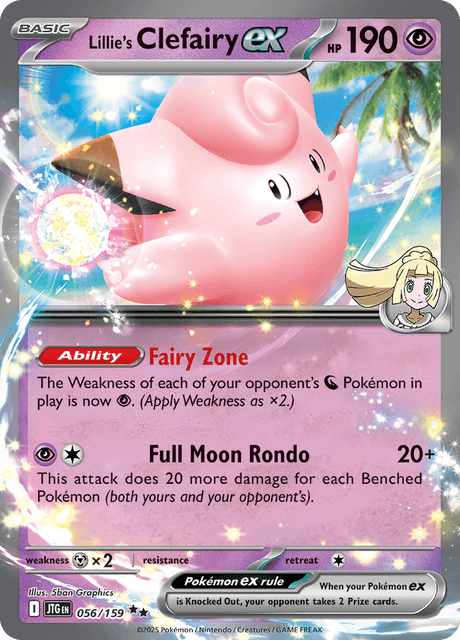 BASIC
Lillie's Clefairy ex HP 190
Ability Fairy Zone
The Weakness of each of your opponent's Pokémon in
play is now . (Apply Weakness as ×2.)
Full Moon Rondo 20+
This attack does 20 more damage for each Benched
Pokémon (both yours and your opponent's).
weakness ×2 resistance retreat
Illus. 5ban Graphics
Pokémon ex rule When your Pokémon ex
is Knocked Out, your opponent takes 2 Prize cards.
I JTG EN 056/159 ★★
©2025 Pokémon / Nintendo / Creatures / GAME FREAK